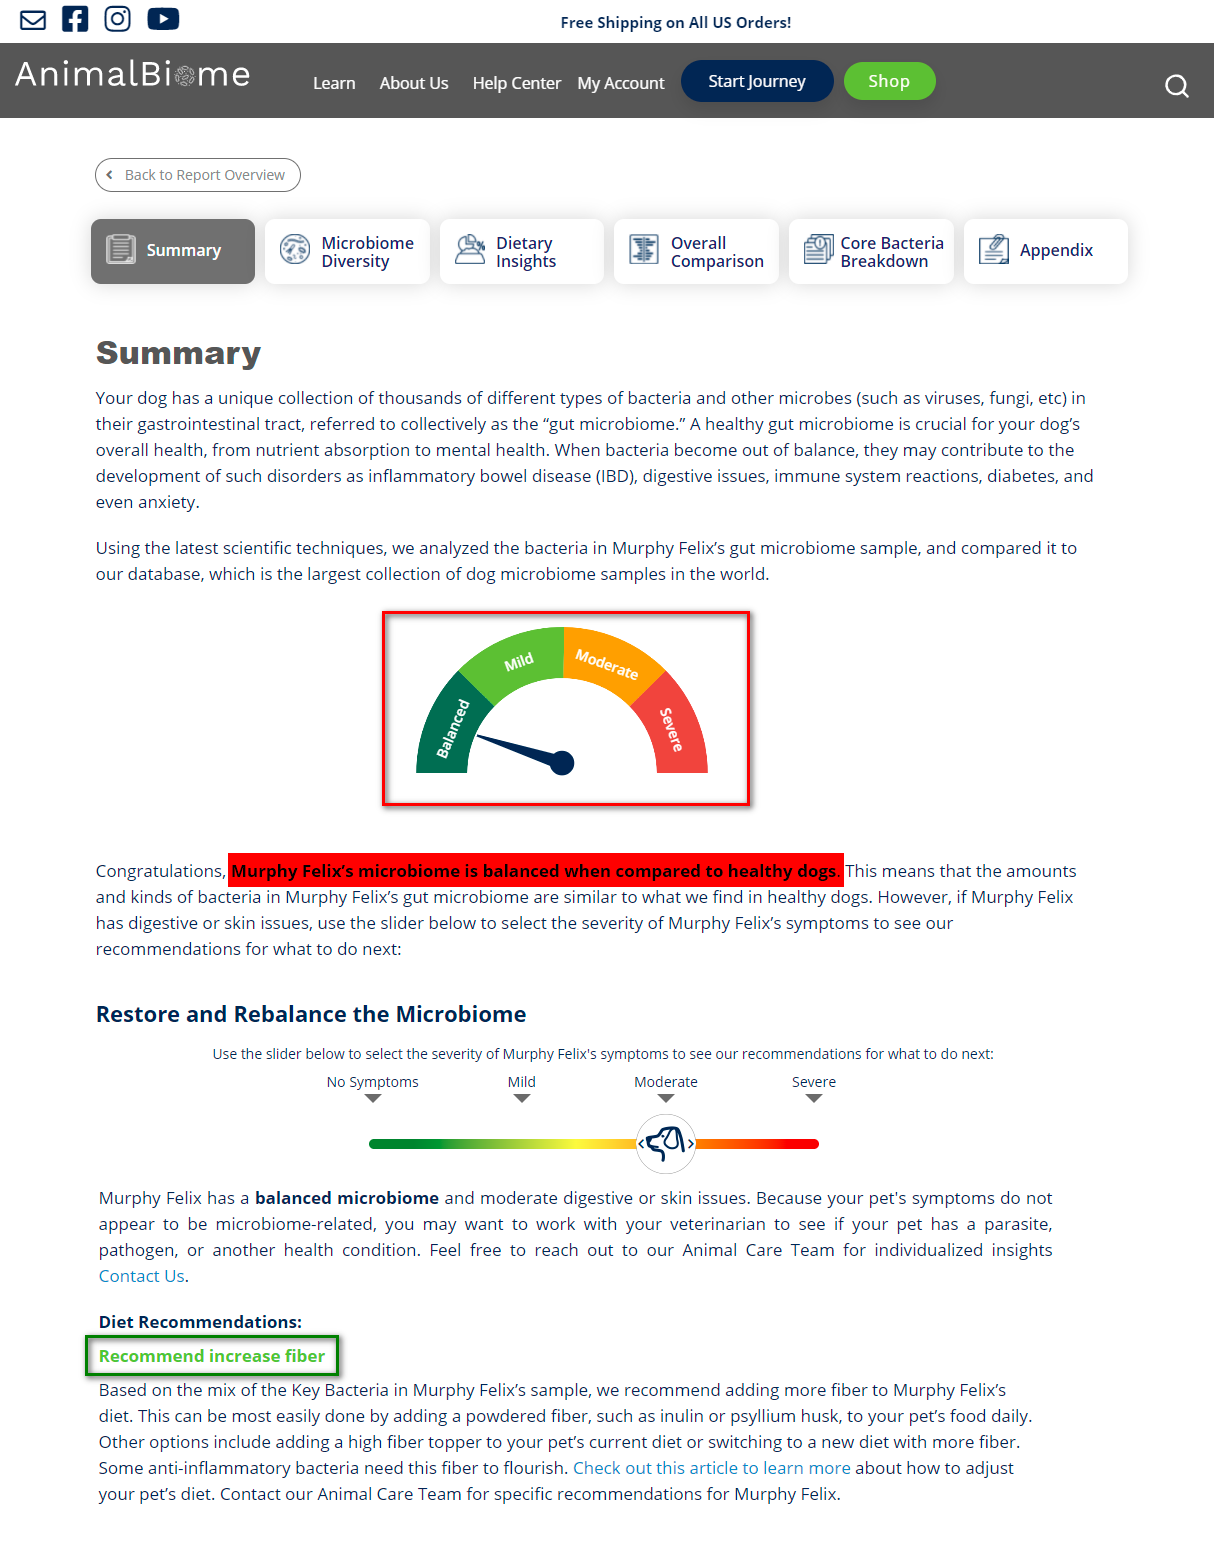 Free Shipping on All US Orders!
AnimalBiome
Learn About Us Help Center My Account Start Journey Shop
Back to Report Overview
Summary
Microbiome
Diversity
Dietary
Insights
Overall
Comparison
Core Bacteria
Breakdown
Appendix
Summary
Your dog has a unique collection of thousands of different types of bacteria and other microbes (such as viruses, fungi, etc) in
their gastrointestinal tract, referred to collectively as the “gut microbiome.” A healthy gut microbiome is crucial for your dog’s
overall health, from nutrient absorption to mental health. When bacteria become out of balance, they may contribute to the
development of such disorders as inflammatory bowel disease (IBD), digestive issues, immune system reactions, diabetes, and
even anxiety.
Using the latest scientific techniques, we analyzed the bacteria in Murphy Felix’s gut microbiome sample, and compared it to
our database, which is the largest collection of dog microbiome samples in the world.
Balanced
Mild
Moderate
Severe
Congratulations, Murphy Felix’s microbiome is balanced when compared to healthy dogs. This means that the amounts
and kinds of bacteria in Murphy Felix’s gut microbiome are similar to what we find in healthy dogs. However, if Murphy Felix
has digestive or skin issues, use the slider below to select the severity of Murphy Felix’s symptoms to see our
recommendations for what to do next:
Restore and Rebalance the Microbiome
Use the slider below to select the severity of Murphy Felix's symptoms to see our recommendations for what to do next:
No Symptoms Mild Moderate Severe
Murphy Felix has a balanced microbiome and moderate digestive or skin issues. Because your pet's symptoms do not
appear to be microbiome-related, you may want to work with your veterinarian to see if your pet has a parasite,
pathogen, or another health condition. Feel free to reach out to our Animal Care Team for individualized insights
Contact Us.
Diet Recommendations:
Recommend increase fiber
Based on the mix of the Key Bacteria in Murphy Felix’s sample, we recommend adding more fiber to Murphy Felix’s
diet. This can be most easily done by adding a powdered fiber, such as inulin or psyllium husk, to your pet’s food daily.
Other options include adding a high fiber topper to your pet’s current diet or switching to a new diet with more fiber.
Some anti-inflammatory bacteria need this fiber to flourish. Check out this article to learn more about how to adjust
your pet’s diet. Contact our Animal Care Team for specific recommendations for Murphy Felix.